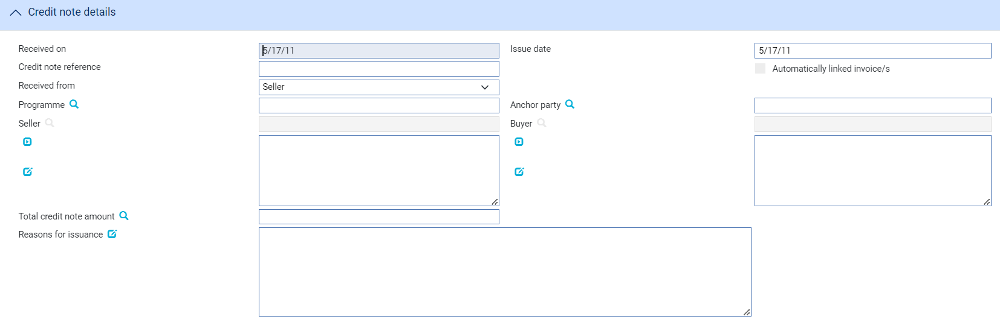 Credit note details
Received on 5/17/11 Issue date 5/17/11
Credit note reference Automatically linked invoice/s
Received from Seller
Programme Anchor party
Seller Buyer
Total credit note amount
Reasons for issuance